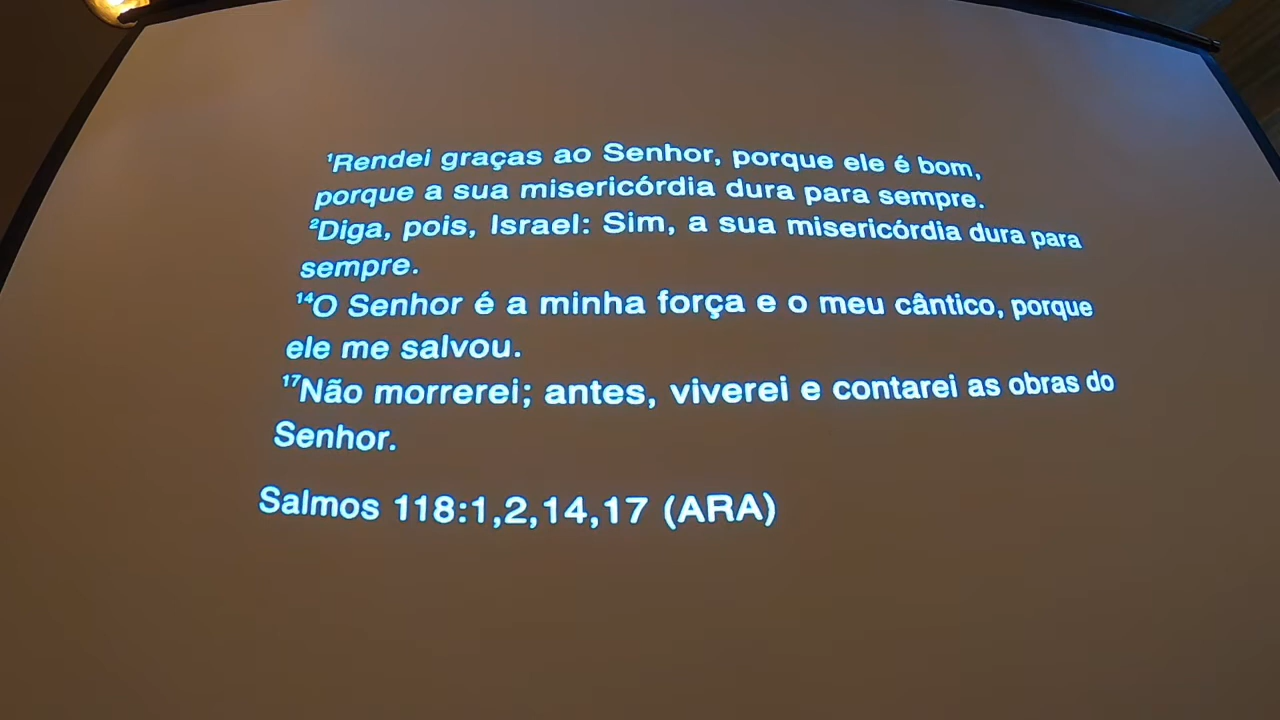 ¹Rendei graças ao Senhor, porque ele é bom,
porque a sua misericórdia dura para sempre.
²Diga, pois, Israel: Sim, a sua misericórdia dura para
sempre.
¹⁴O Senhor é a minha força e o meu cântico, porque
ele me salvou.
¹⁷Não morrerei; antes, viverei e contarei as obras do
Senhor.
Salmos 118:1,2,14,17 (ARA)